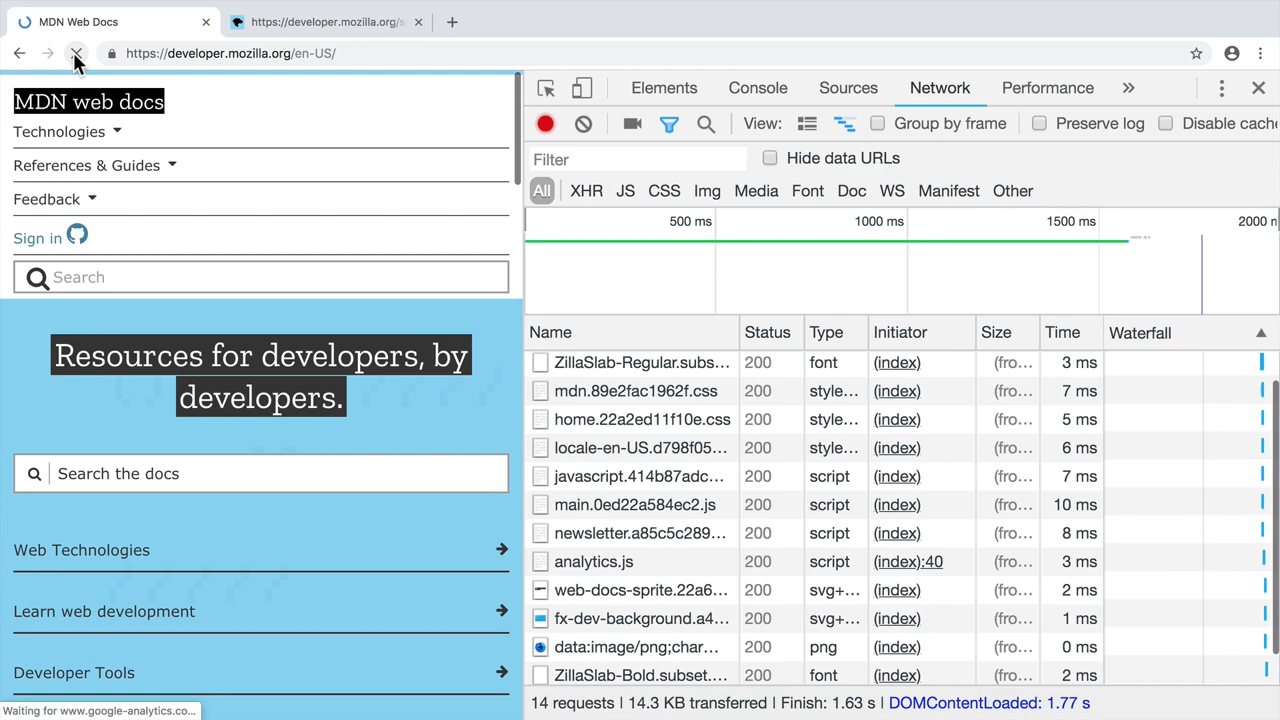 MDN Web Docs
https://developer.mozilla.org/s
https://developer.mozilla.org/en-US/
MDN web docs
Technologies
References & Guides
Feedback
Sign in
Search
Resources for developers, by
developers.
Search the docs
Web Technologies
Learn web development
Developer Tools
Waiting for www.google-analytics.co...
Elements Console Sources Network Performance
View: Group by frame Preserve log Disable cache
Filter Hide data URLs
All XHR JS CSS Img Media Font Doc WS Manifest Other
500 ms 1000 ms 1500 ms 2000 n
Name Status Type Initiator Size Time Waterfall
ZillaSlab-Regular.subs... 200 font (index) (fro... 3 ms
mdn.89e2fac1962f.css 200 style... (index) (fro... 7 ms
home.22a2ed11f10e.css 200 style... (index) (fro... 5 ms
locale-en-US.d798f05... 200 style... (index) (fro... 6 ms
javascript.414b87adc... 200 script (index) (fro... 7 ms
main.0ed22a584ec2.js 200 script (index) (fro... 10 ms
newsletter.a85c5c289... 200 script (index) (fro... 8 ms
analytics.js 200 script (index):40 (fro... 3 ms
web-docs-sprite.22a6... 200 svg+... (index) (fro... 2 ms
fx-dev-background.a4... 200 svg+... (index) (fro... 1 ms
data:image/png;char... 200 png (index) (fro... 0 ms
ZillaSlab-Bold.subset.... 200 font (index) (fro... 2 ms
14 requests | 14.3 KB transferred | Finish: 1.63 s | DOMContentLoaded: 1.77 s